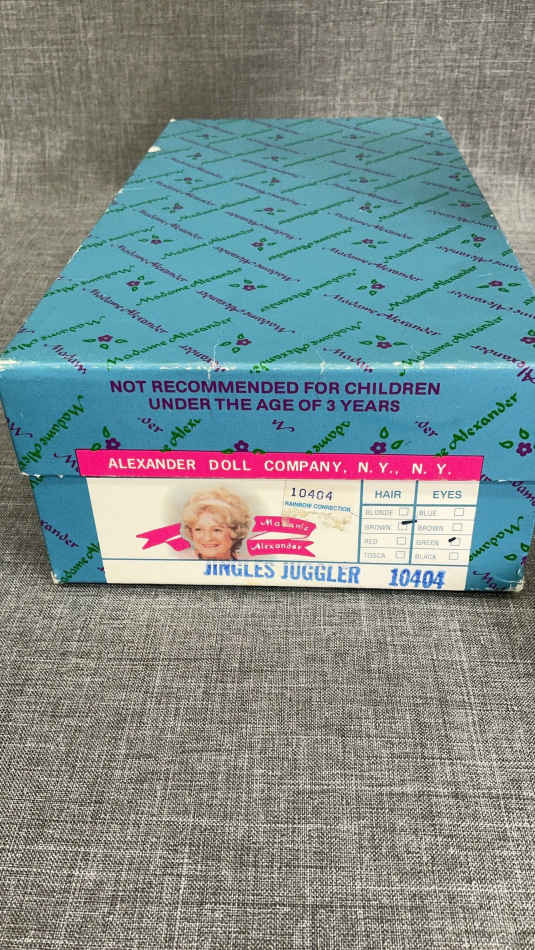 Madame Alexander
NOT RECOMMENDED FOR CHILDREN
UNDER THE AGE OF 3 YEARS
ALEXANDER DOLL COMPANY, N. Y., N. Y.
10404
RAINBOW CONNECTION
Madame
Alexander
HAIR EYES
BLONDE BLUE
BROWN BROWN
RED GREEN
TOSCA BLACK
JINGLES JUGGLER 10404